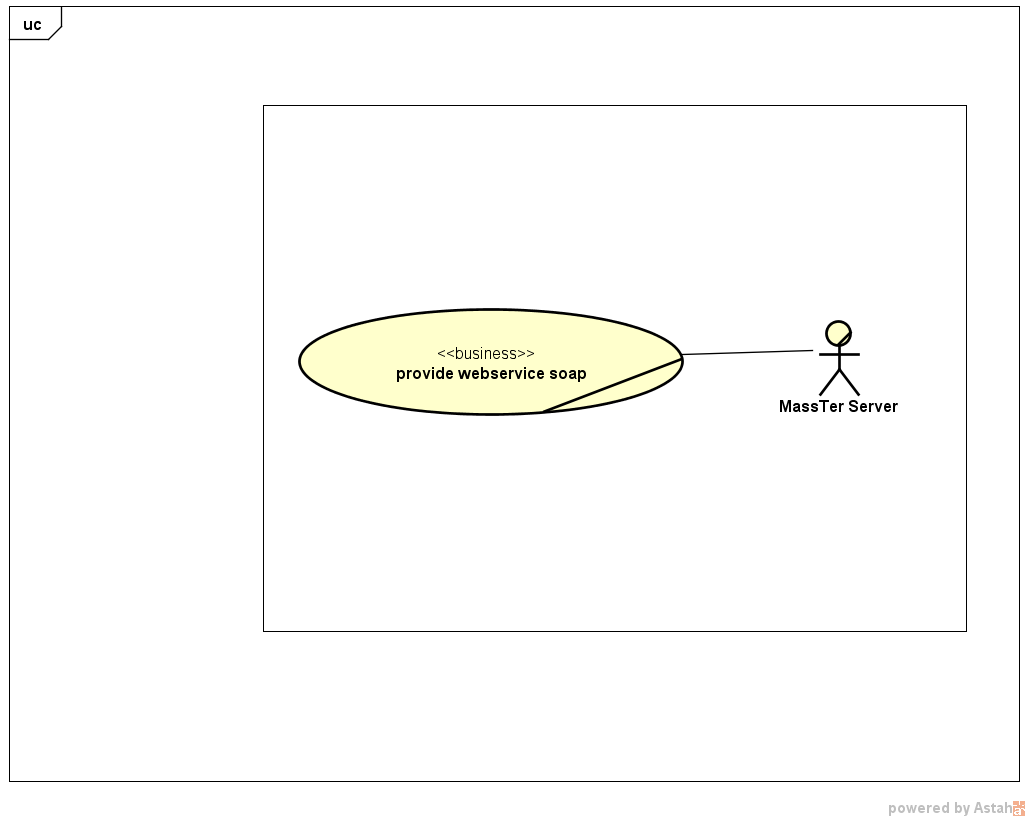 uc
<<business>>
provide webservice soap
MassTer Server
powered by Astah